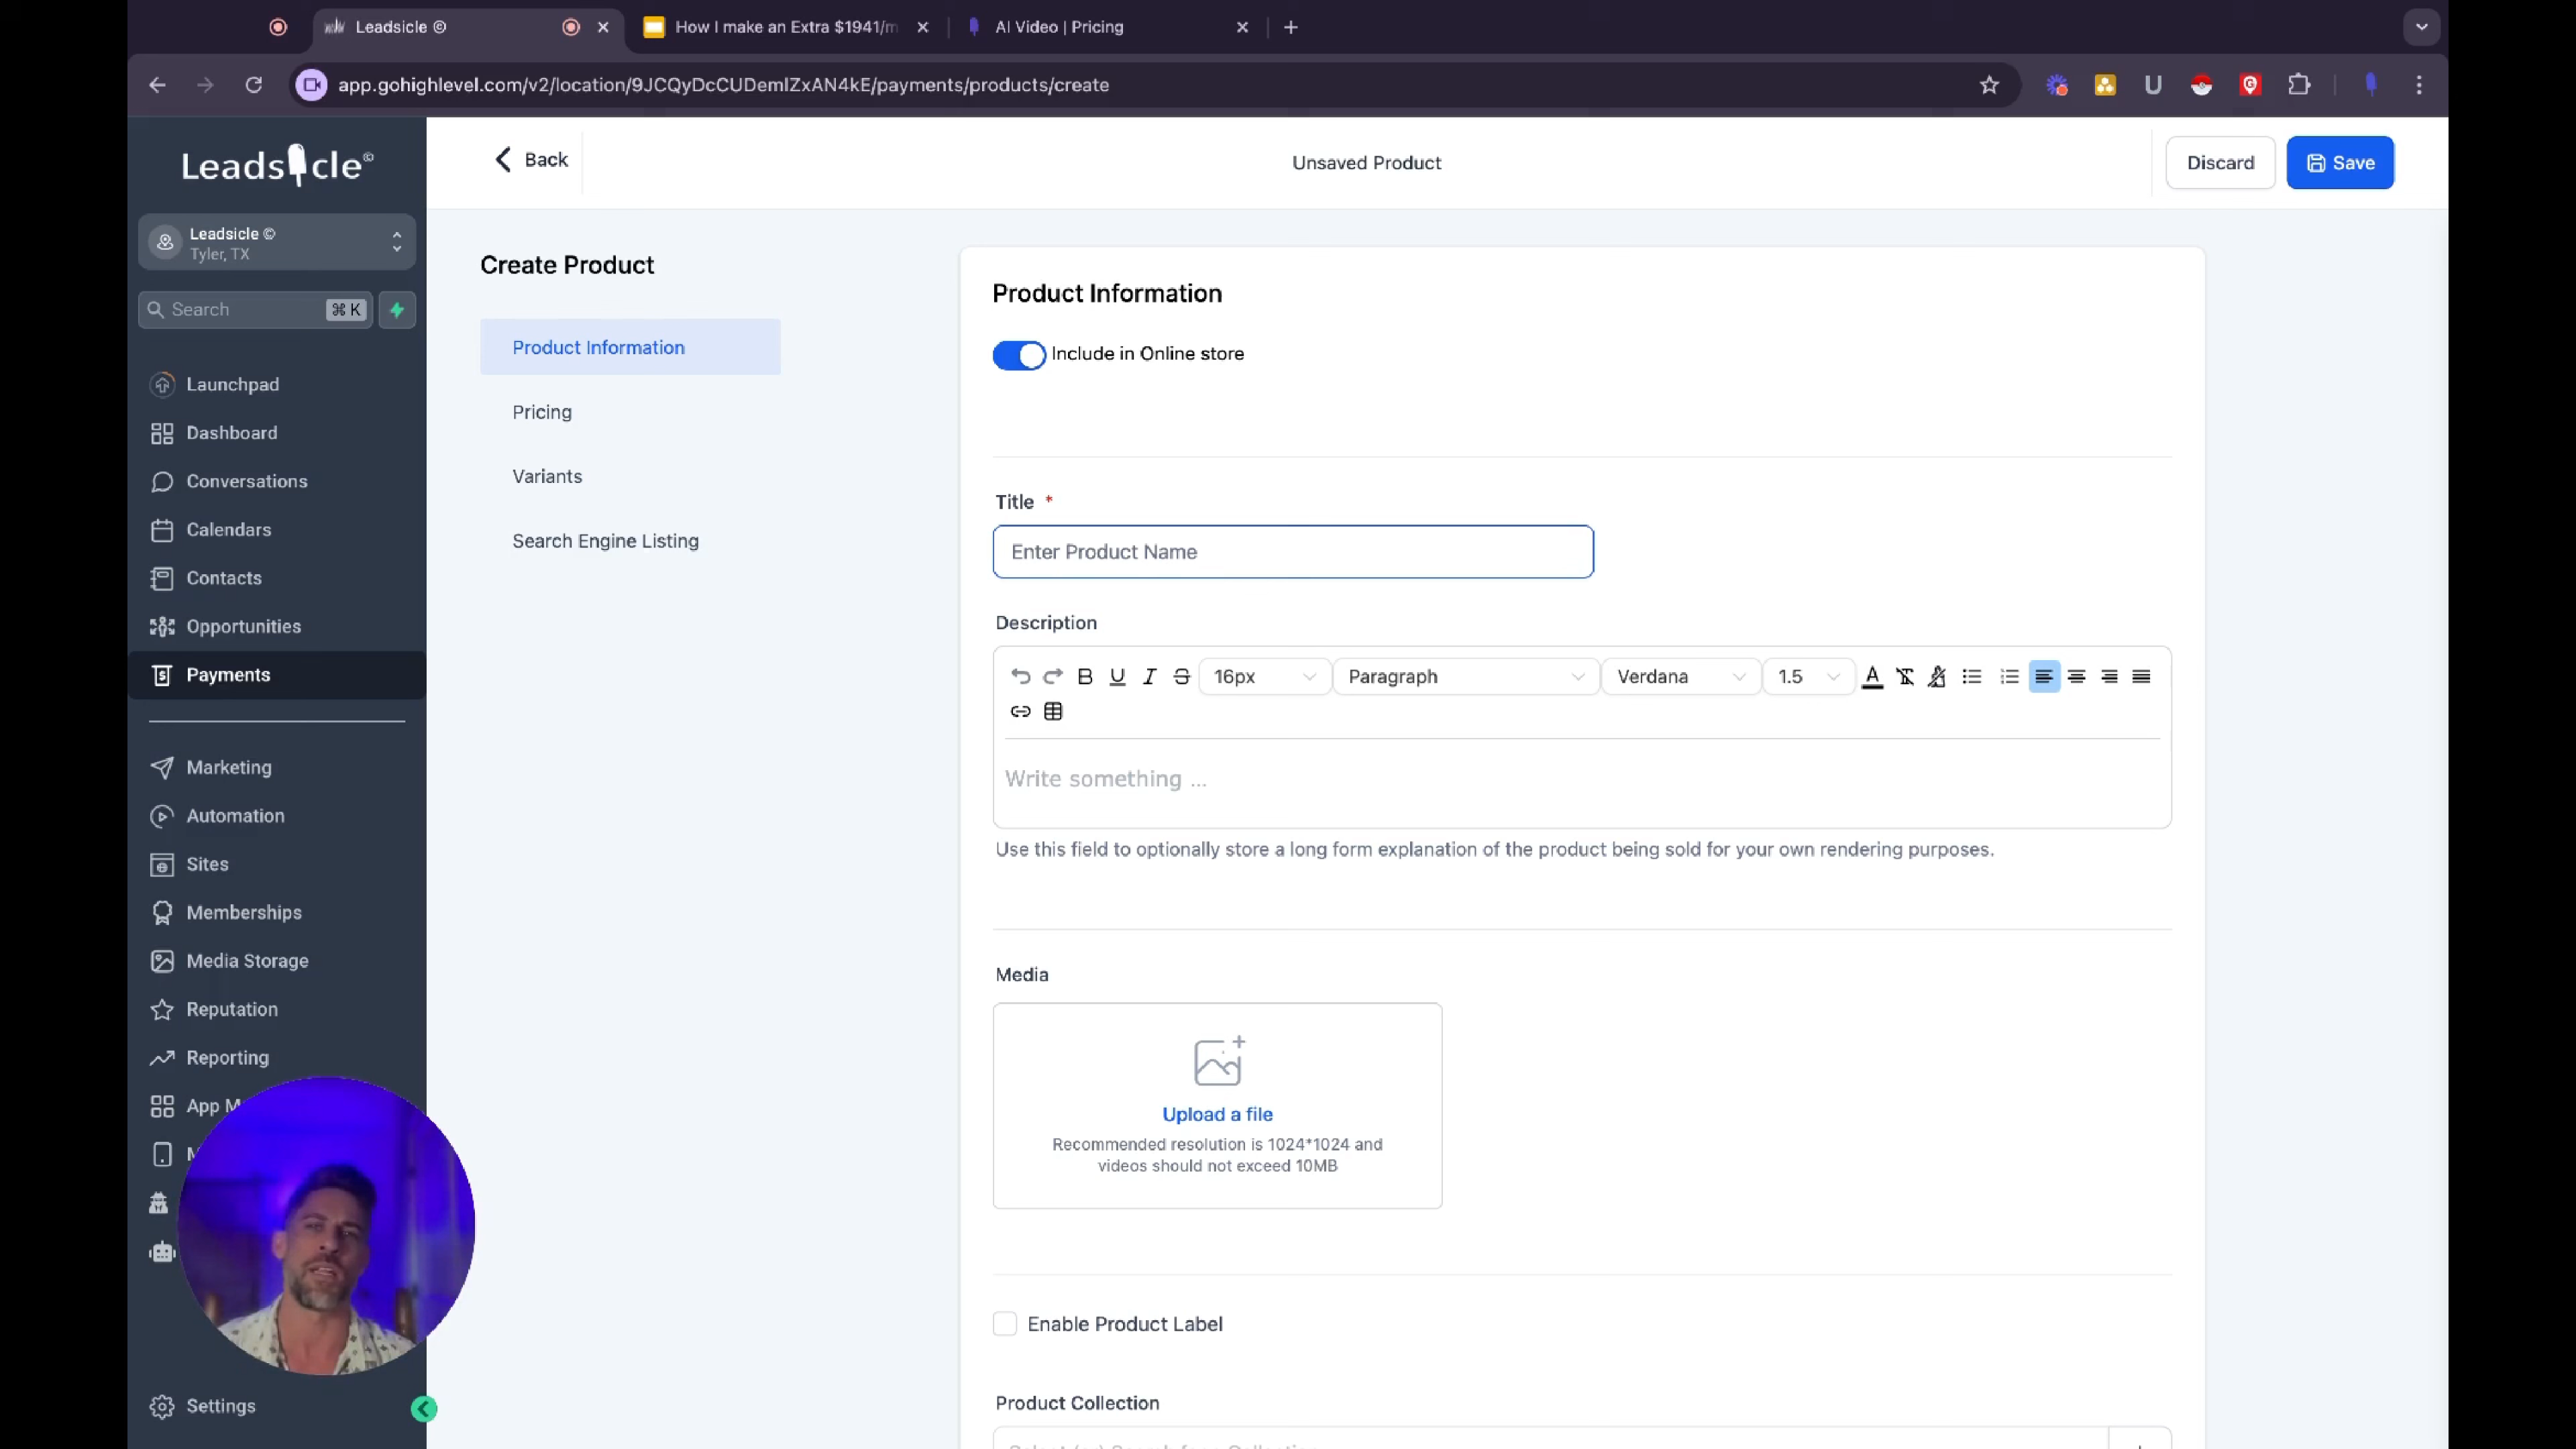 Leadsicle ©
How I make an Extra $1941/m
AI Video | Pricing
app.gohighlevel.com/v2/location/9JCQyDcCUDemIZxAN4kE/payments/products/create
Leadsicle©
Leadsicle ©
Tyler, TX
Search
⌘ K
Launchpad
Dashboard
Conversations
Calendars
Contacts
Opportunities
Payments
Marketing
Automation
Sites
Memberships
Media Storage
Reputation
Reporting
App M
Settings
Back
Unsaved Product
Discard
Save
Create Product
Product Information
Pricing
Variants
Search Engine Listing
Product Information
Include in Online store
Title *
Enter Product Name
Description
B U I S 16px Paragraph Verdana 1.5 A
Write something ...
Use this field to optionally store a long form explanation of the product being sold for your own rendering purposes.
Media
Upload a file
Recommended resolution is 1024*1024 and
videos should not exceed 10MB
Enable Product Label
Product Collection